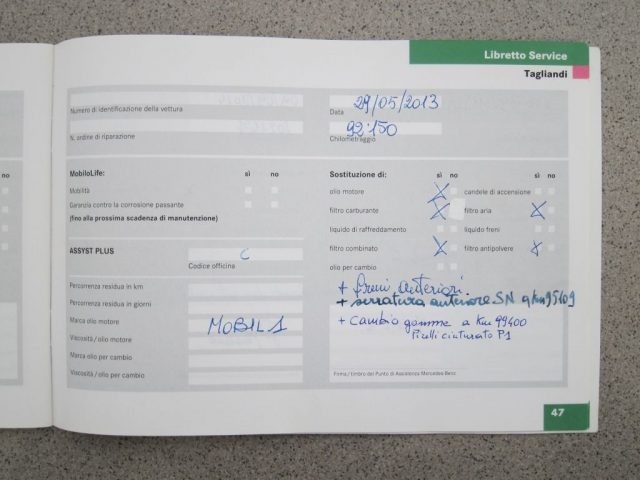 Libretto Service
Tagliandi
Numero di identificazione della vettura
N. ordine di riparazione
29/05/2013
Data
92.150
Chilometraggio
no
MobiloLife: sì no
Mobilità
Garanzia contro la corrosione passante
(fino alla prossima scadenza di manutenzione)
ASSYST PLUS
Codice officina
Percorrenza residua in km
Percorrenza residua in giorni
Marca olio motore
MOBIL 1
Viscosità/olio motore
Marca olio per cambio
Viscosità/olio per cambio
Sostituzione di: sì no sì no
olio motore X candele di accensione
filtro carburante X filtro aria X
liquido di raffreddamento liquido freni
filtro combinato X filtro antipolvere X
olio per cambio
+ freni anteriori.
+ serratura anteriore SN a km 95109
+ Cambio gomme a Km 99400
Pirelli cinturato P1
Firma/timbro del Punto di Assistenza Mercedes-Benz
47